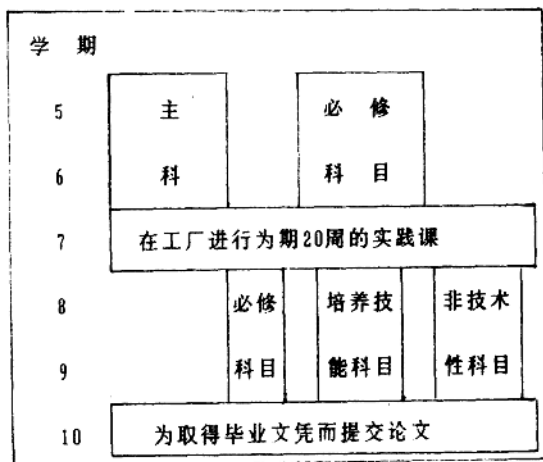 学 期
5 主 必 修
6 科 科 目
7 在工厂进行为期20周的实践课
8 必修 培养技 非技术
9 科目 能科目 性科目
10 为取得毕业文凭而提交论文